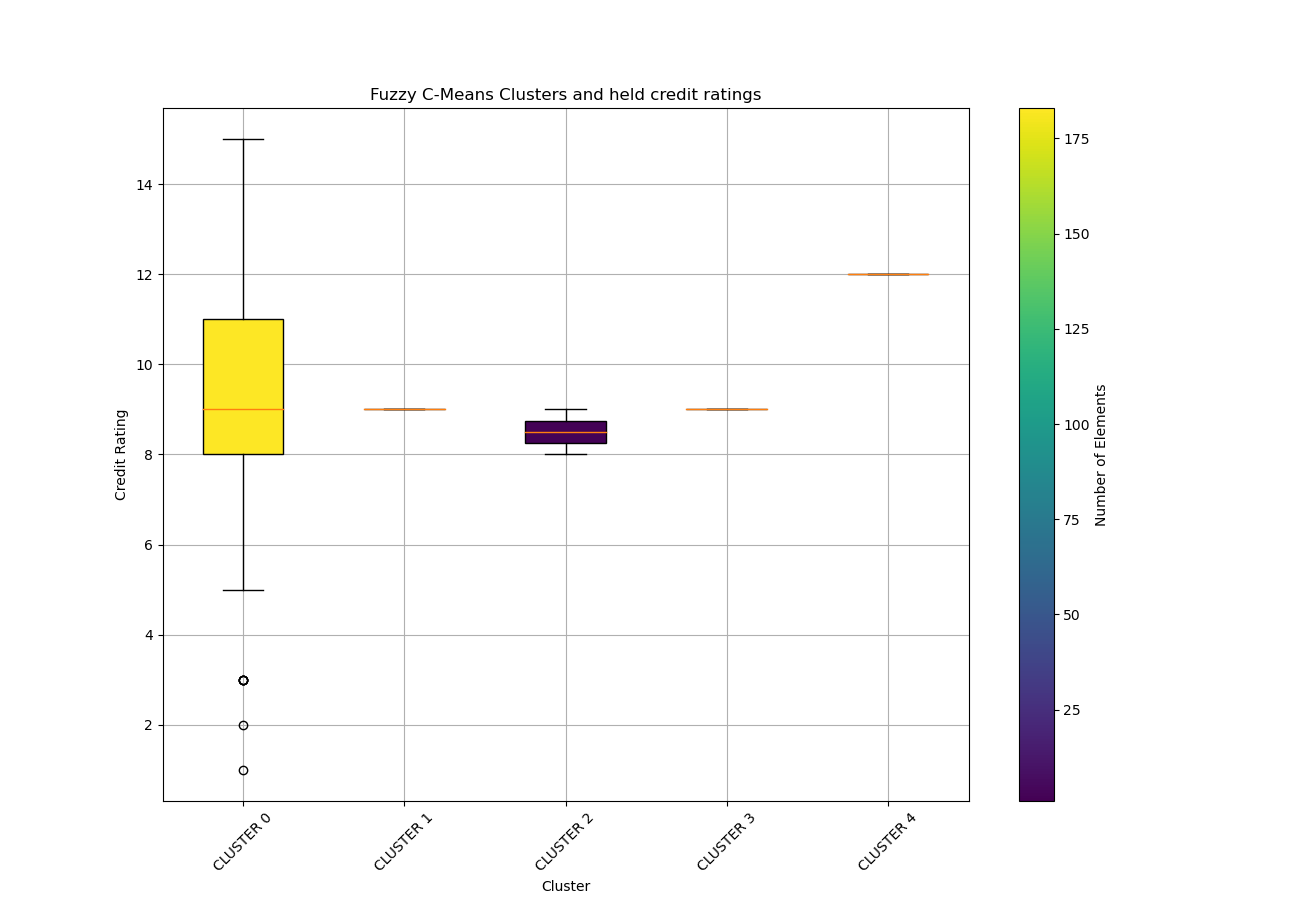 Fuzzy C-Means Clusters and held credit ratings
14
12
10
8
6
4
2
Credit Rating
CLUSTER 0
CLUSTER 1
CLUSTER 2
CLUSTER 3
CLUSTER 4
Cluster
175
150
125
100
75
50
25
Number of Elements